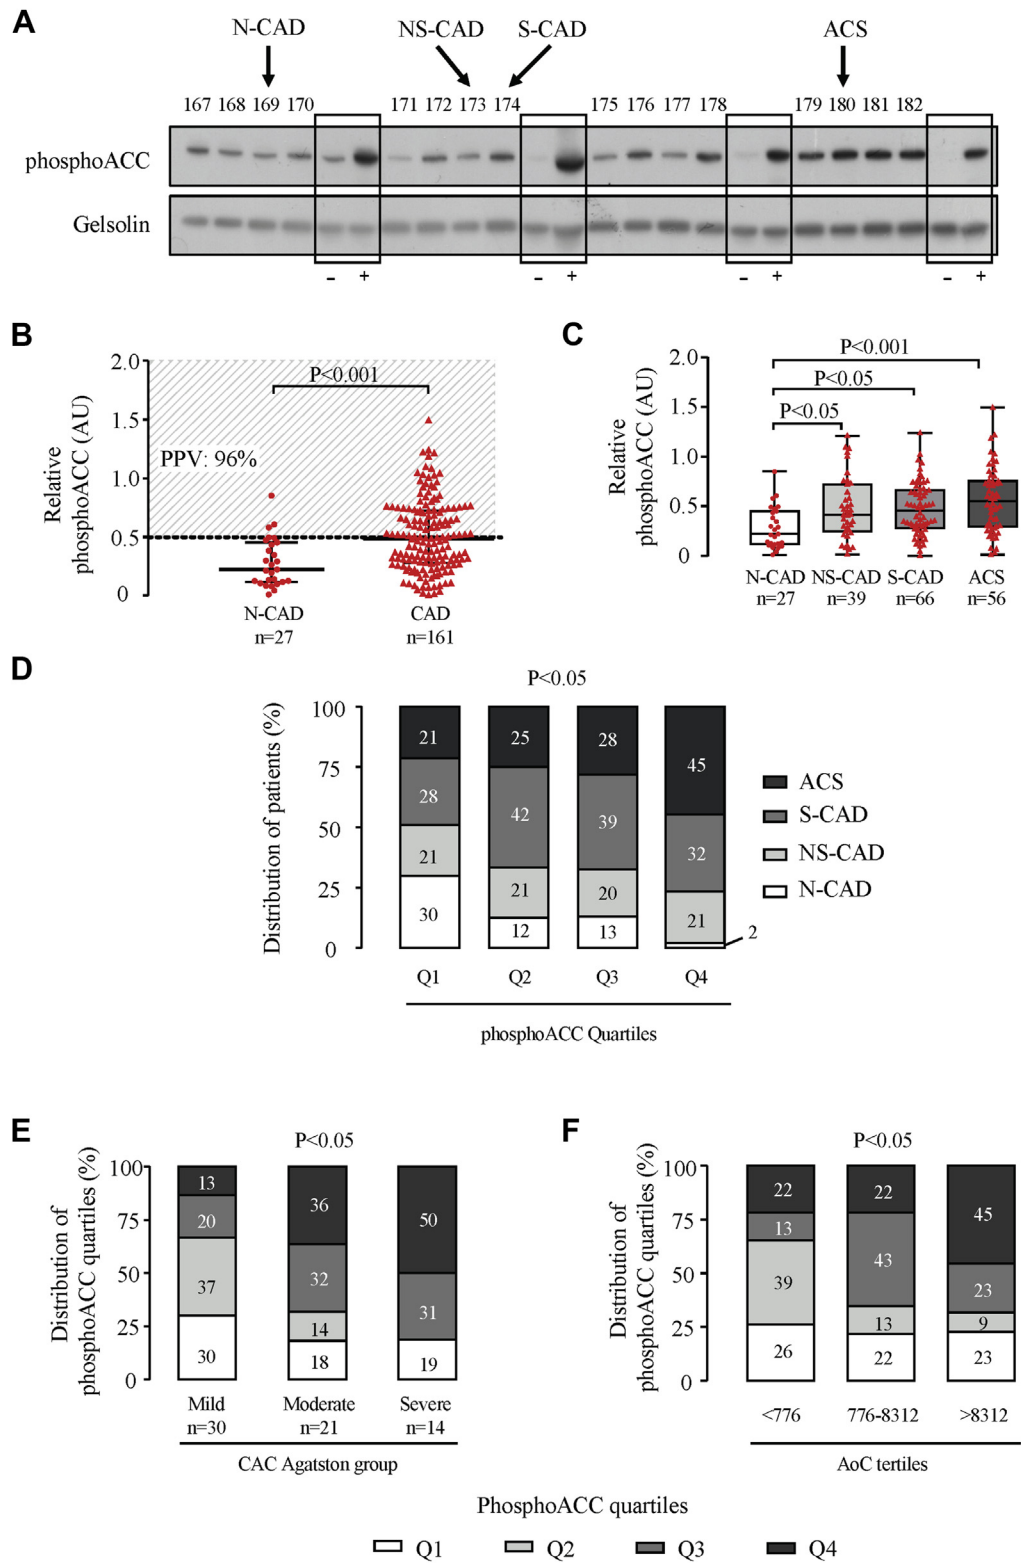 A
N-CAD NS-CAD S-CAD ACS
167 168 169 170 171 172 173 174 175 176 177 178 179 180 181 182
phosphoACC
Gelsolin
- + - + - + - +
B
Relative
phosphoACC (AU)
2.0
1.5
1.0
0.5
0
P<0.001
PPV: 96%
N-CAD CAD
n=27 n=161
C
Relative
phosphoACC (AU)
2.0
1.5
1.0
0.5
0
P<0.001
P<0.05
P<0.05
N-CAD NS-CAD S-CAD ACS
n=27 n=39 n=66 n=56
D
P<0.05
Distribution of patients (%)
100
75
50
25
0
21 25 28 45
28 42 39 32
21 21 20 21
30 12 13 2
Q1 Q2 Q3 Q4
phosphoACC Quartiles
ACS
S-CAD
NS-CAD
N-CAD
E
P<0.05
Distribution of
phosphoACC quartiles (%)
100
75
50
25
0
13 36 50
20 32 31
37 14
30 18 19
Mild Moderate Severe
n=30 n=21 n=14
CAC Agatston group
F
P<0.05
Distribution of
phosphoACC quartiles (%)
100
75
50
25
0
22 22 45
13 43 23
39 13 9
26 22 23
<776 776-8312 >8312
AoC tertiles
PhosphoACC quartiles
Q1 Q2 Q3 Q4